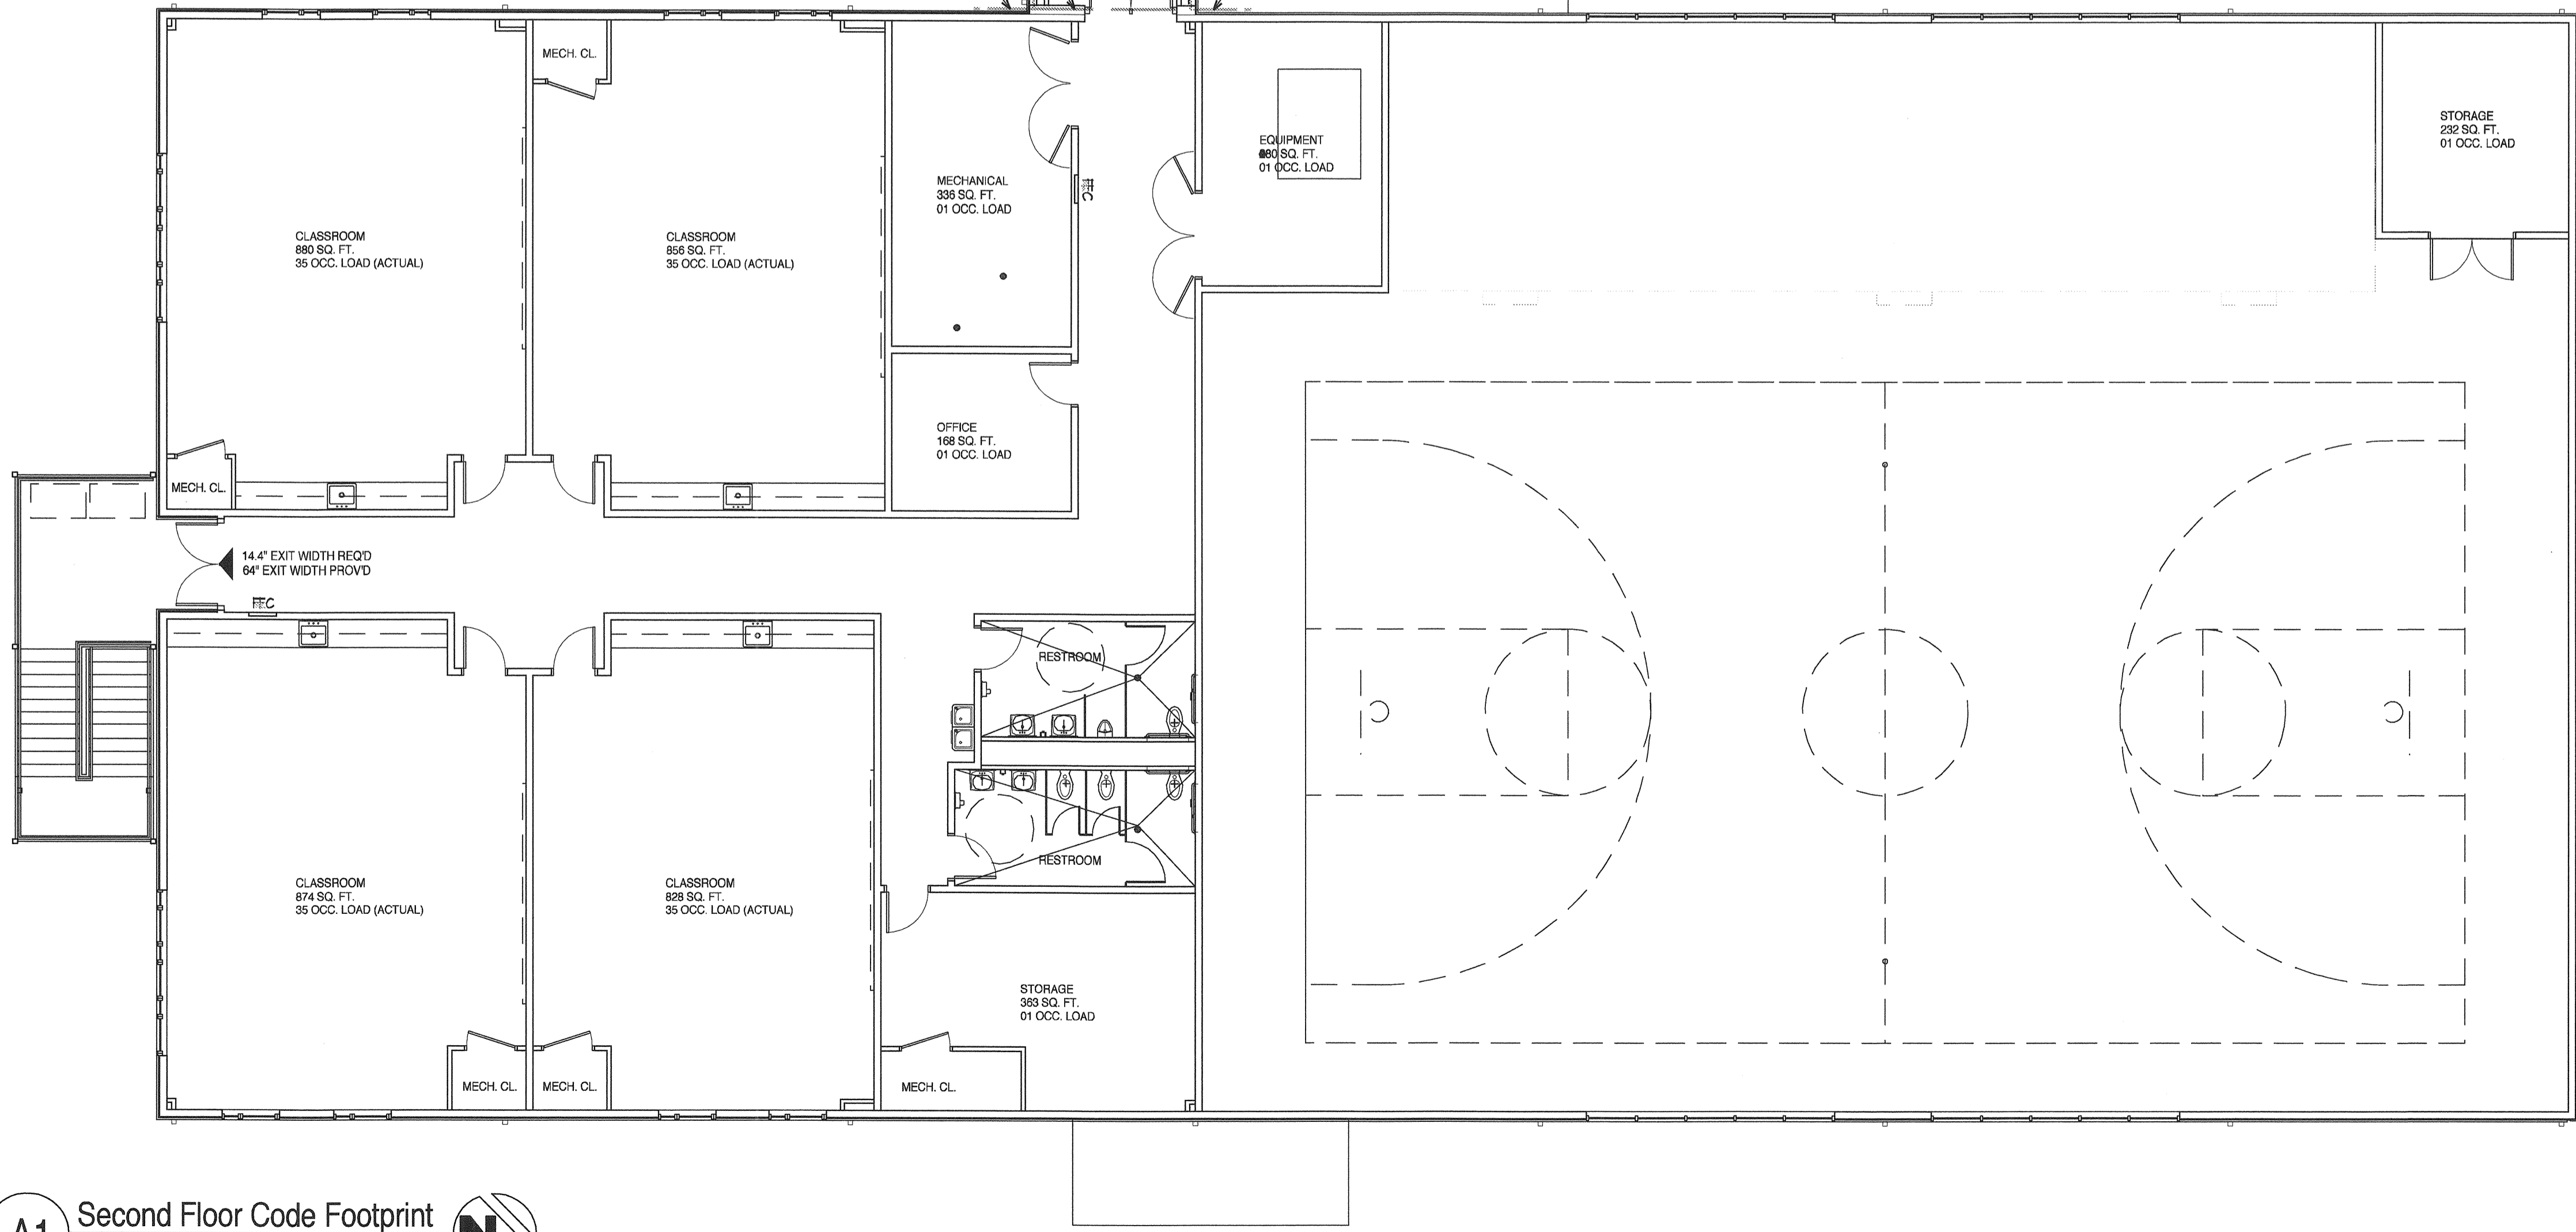 MECH. CL.
STORAGE
232 SQ. FT.
01 OCC. LOAD
EQUIPMENT
SQ. FT.
01 OCC. LOAD
MECHANICAL
336 SQ. FT.
01 OCC. LOAD
CLASSROOM
880 SQ. FT.
35 OCC. LOAD (ACTUAL)
CLASSROOM
856 SQ. FT.
35 OCC. LOAD (ACTUAL)
OFFICE
168 SQ. FT.
01 OCC. LOAD
MECH. CL.
14.4" EXIT WIDTH REQ'D
64" EXIT WIDTH PROV'D
RESTROOM
RESTROOM
CLASSROOM
874 SQ. FT.
35 OCC. LOAD (ACTUAL)
CLASSROOM
828 SQ. FT.
35 OCC. LOAD (ACTUAL)
STORAGE
363 SQ. FT.
01 OCC. LOAD
MECH. CL.
MECH. CL.
MECH. CL.
A1
Second Floor Code Footprint
N